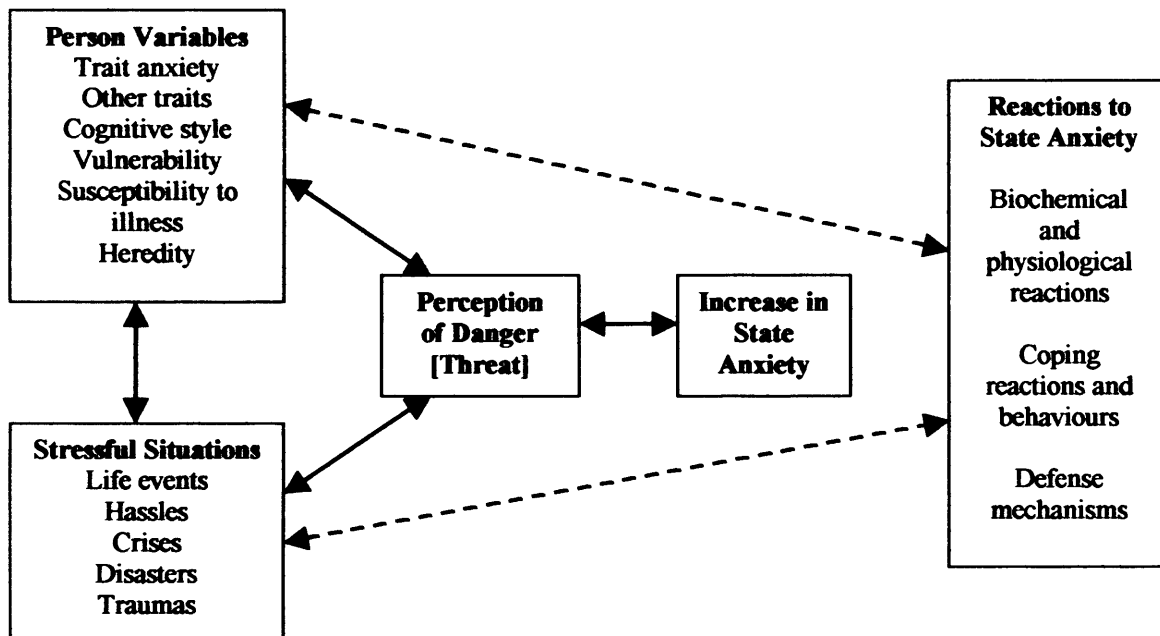 Person Variables
Trait anxiety
Other traits
Cognitive style
Vulnerability
Susceptibility to
illness
Heredity
Stressful Situations
Life events
Hassles
Crises
Disasters
Traumas
Perception
of Danger
[Threat]
Increase in
State
Anxiety
Reactions to
State Anxiety
Biochemical
and
physiological
reactions
Coping
reactions and
behaviours
Defense
mechanisms